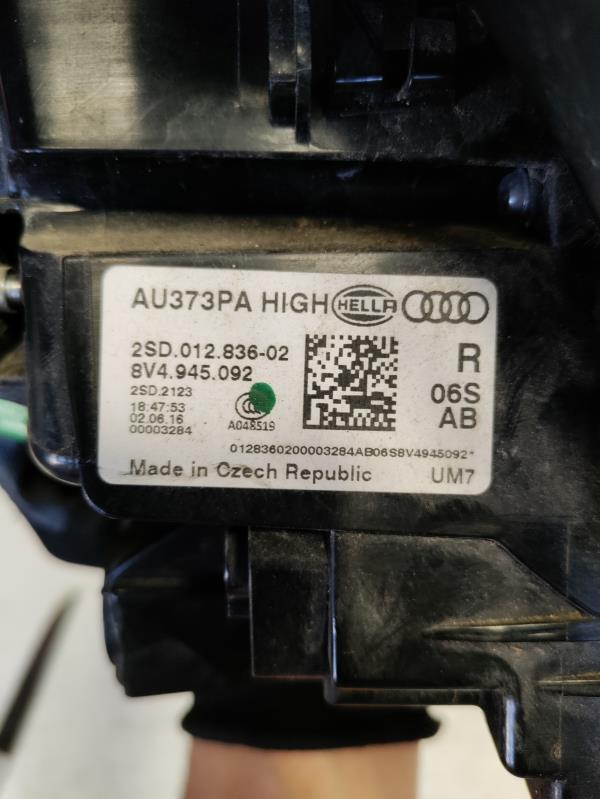 AU373PA HIGH HELLA
2SD.012.836-02
8V4.945.092
2SD.2123
18:47:53
02.06.16
00003284
A048519
R
06S
AB
0128360200003284AB06S8V4945092*
Made in Czech Republic
UM7